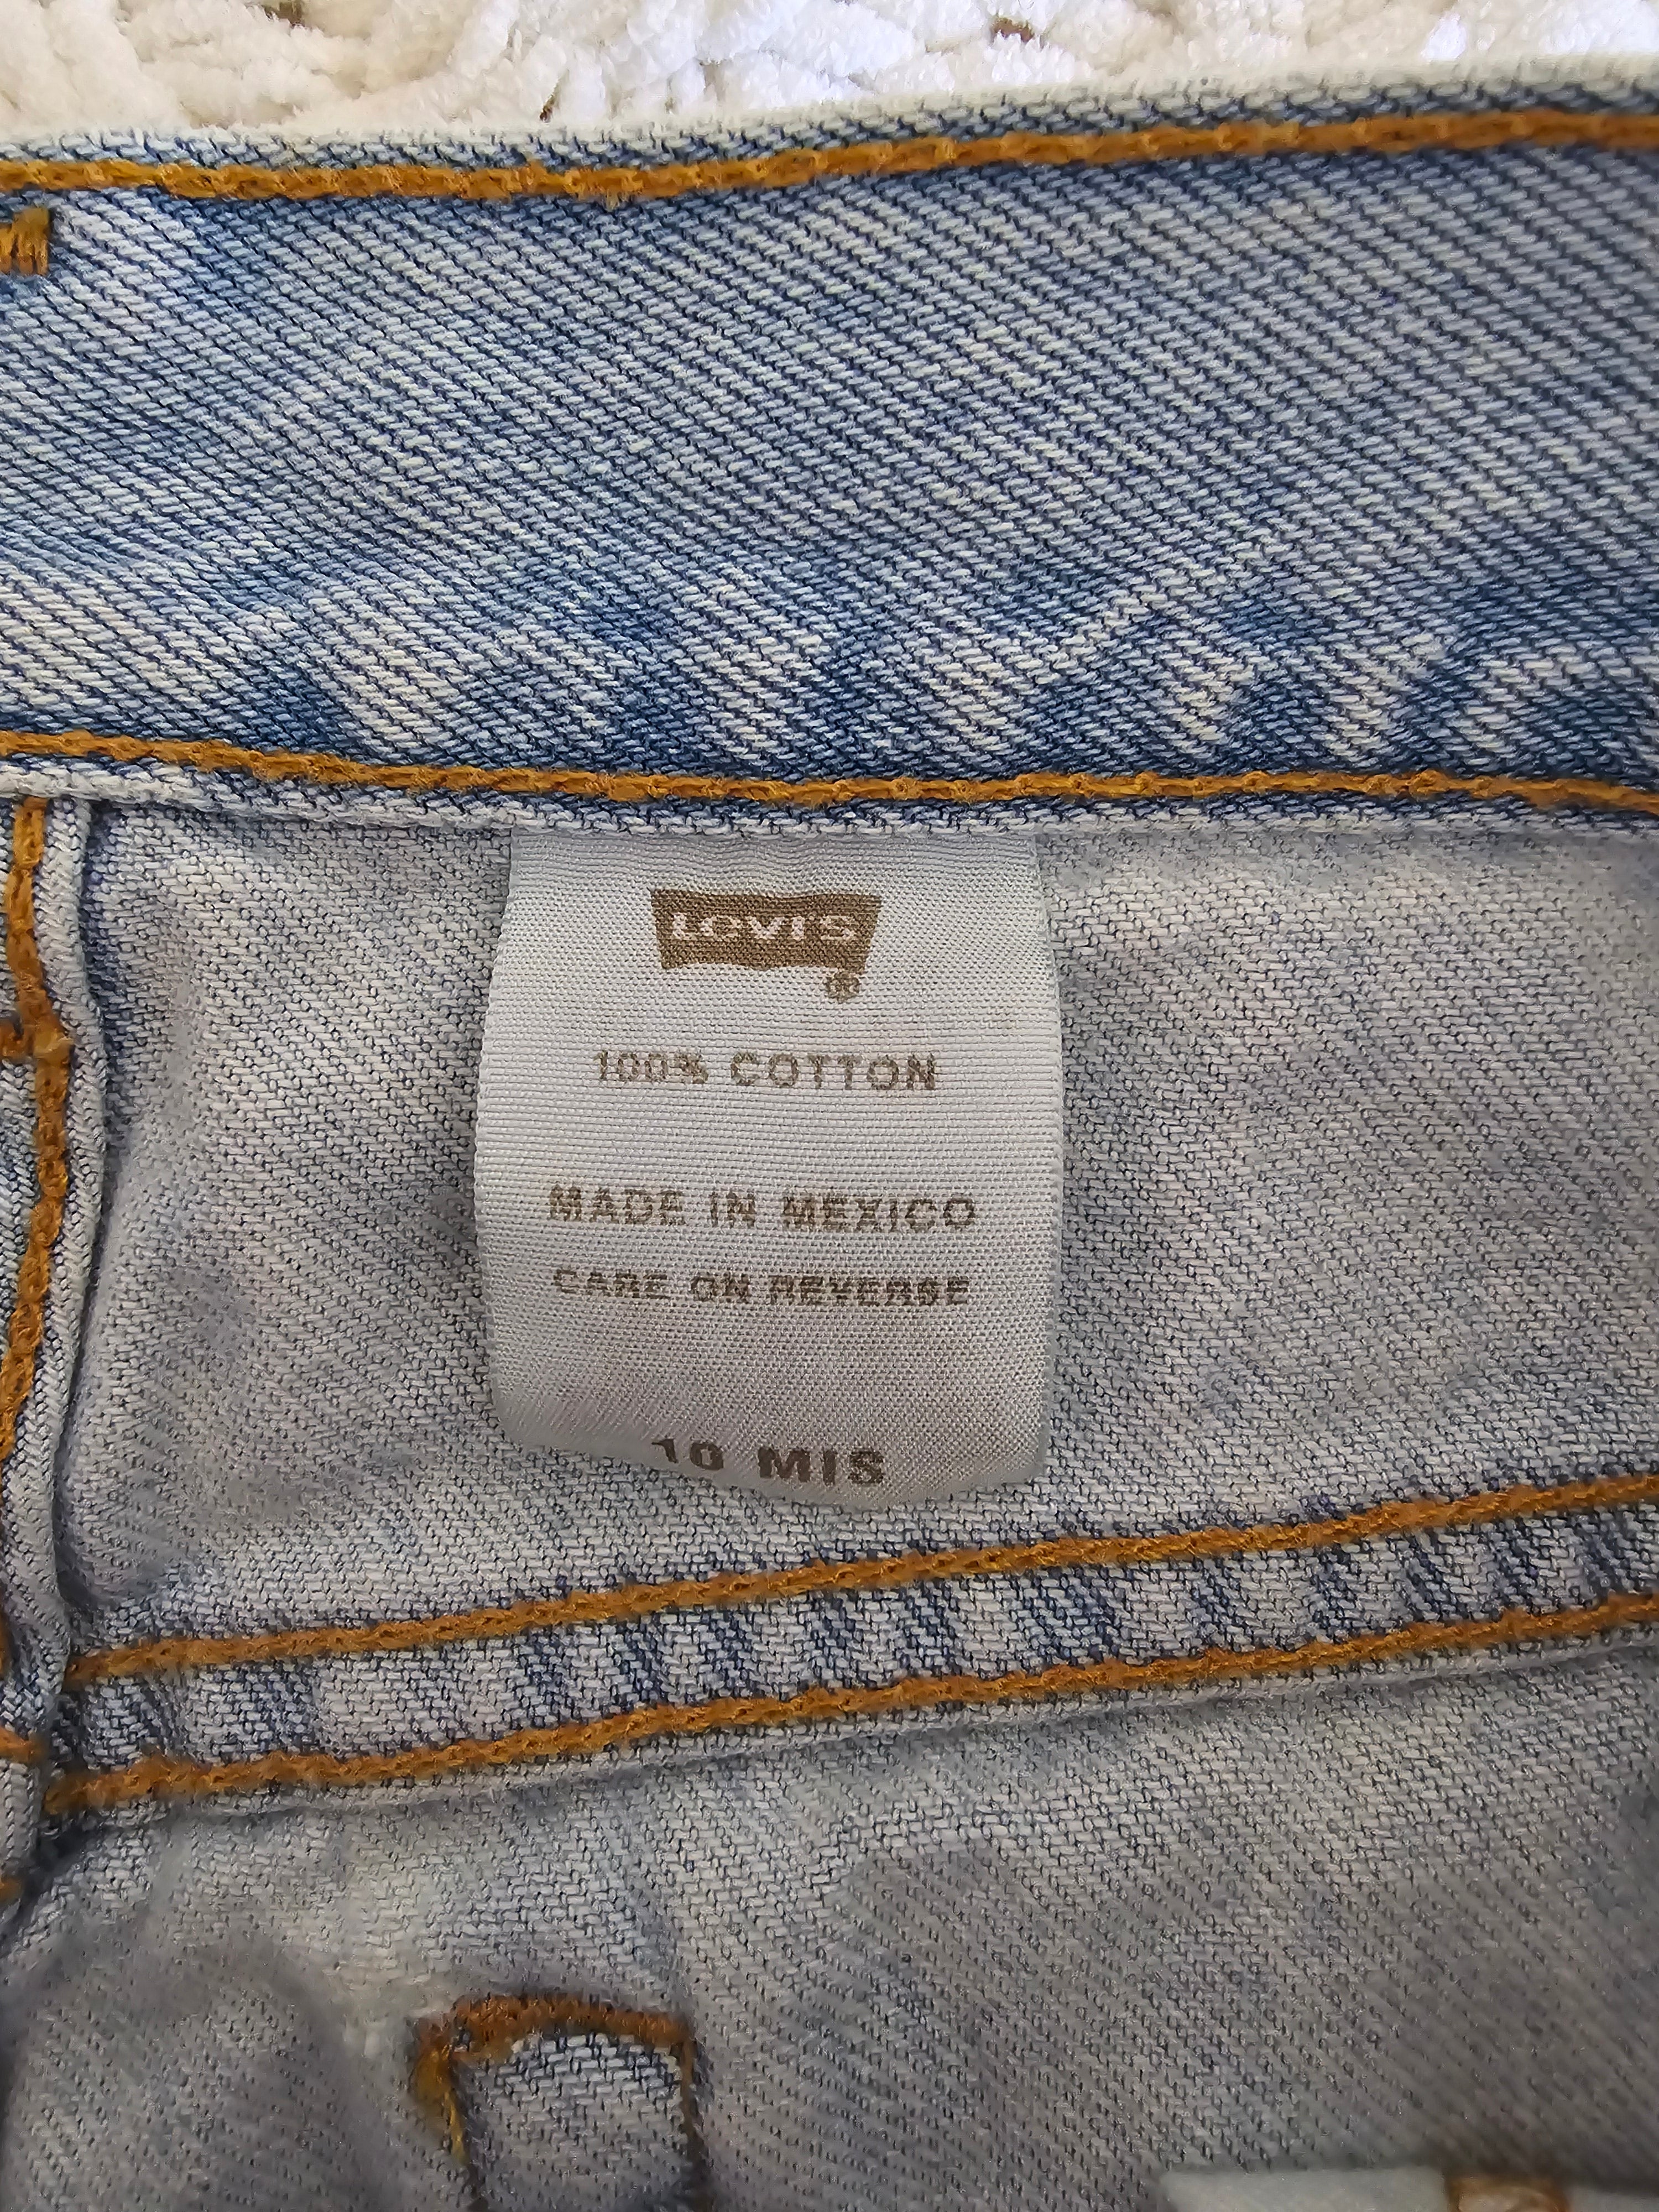 LEVI'S
®
100% COTTON
MADE IN MEXICO
CARE ON REVERSE
10 MIS